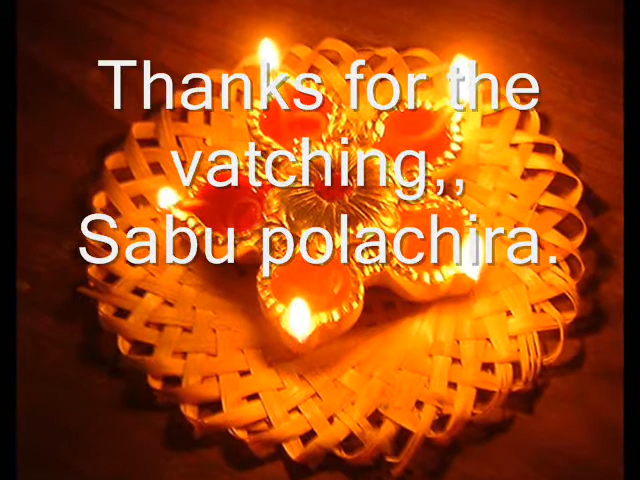 Thanks for the
vatching,,
Sabu polachira.